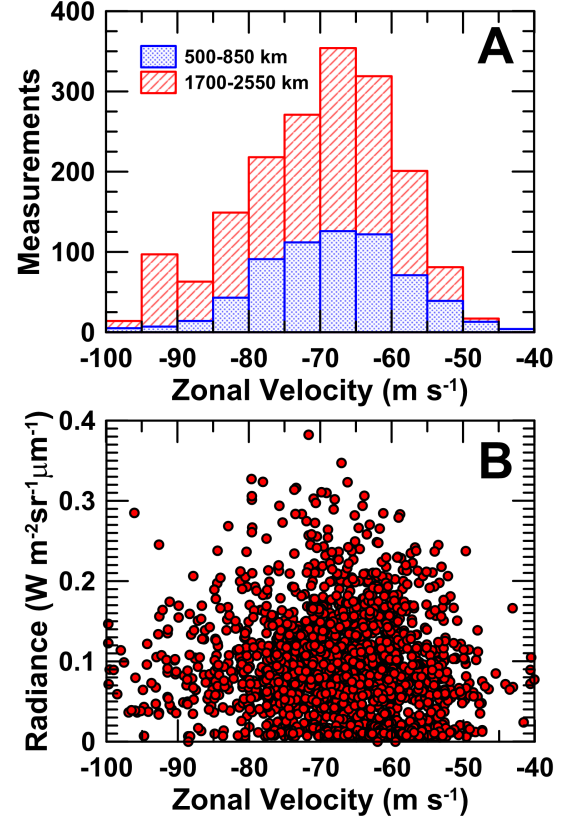 400
A
500-850 km
1700-2550 km
300
200
100
0
Measurements
-100 -90 -80 -70 -60 -50 -40
Zonal Velocity (m s⁻¹)
0.4
B
0.3
0.2
0.1
0
Radiance (W m⁻²sr⁻¹μm⁻¹)
-100 -90 -80 -70 -60 -50 -40
Zonal Velocity (m s⁻¹)